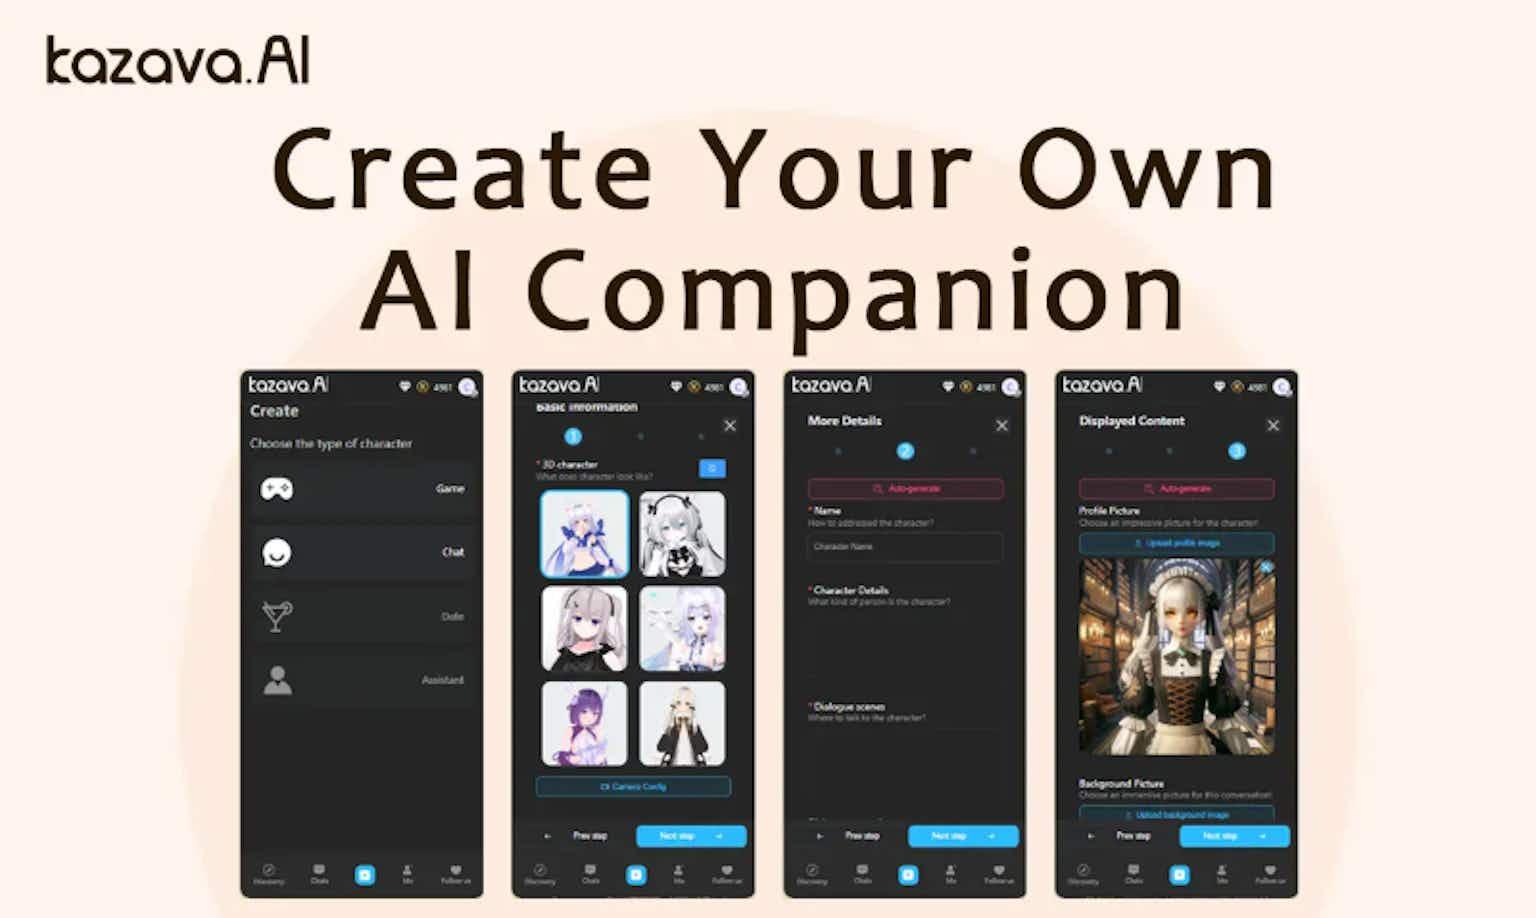 kazava.AI
Create Your Own
AI Companion
kazava.AI
4981
Create
Choose the type of character
Game
Chat
Date
Assistant
Discovery
Chats
Me
Follow us
kazava.AI
4981
Basic Information
1
* 3D character
What does character look like?
Camera Config
Prev step
Next step
Discovery
Chats
Me
Follow us
kazava.AI
4981
More Details
2
Auto-generate
* Name
How to addressed the character?
Character Name
* Character Details
What kind of person is the character?
* Dialogue scenes
Where to talk to the character?
Prev step
Next step
Discovery
Chats
Me
Follow us
kazava.AI
4981
Displayed Content
3
Auto-generate
Profile Picture
Choose an impressive picture for the character!
Upload profile image
Background Picture
Choose an immersive picture for this conversation!
Upload background image
Prev step
Next step
Discovery
Chats
Me
Follow us